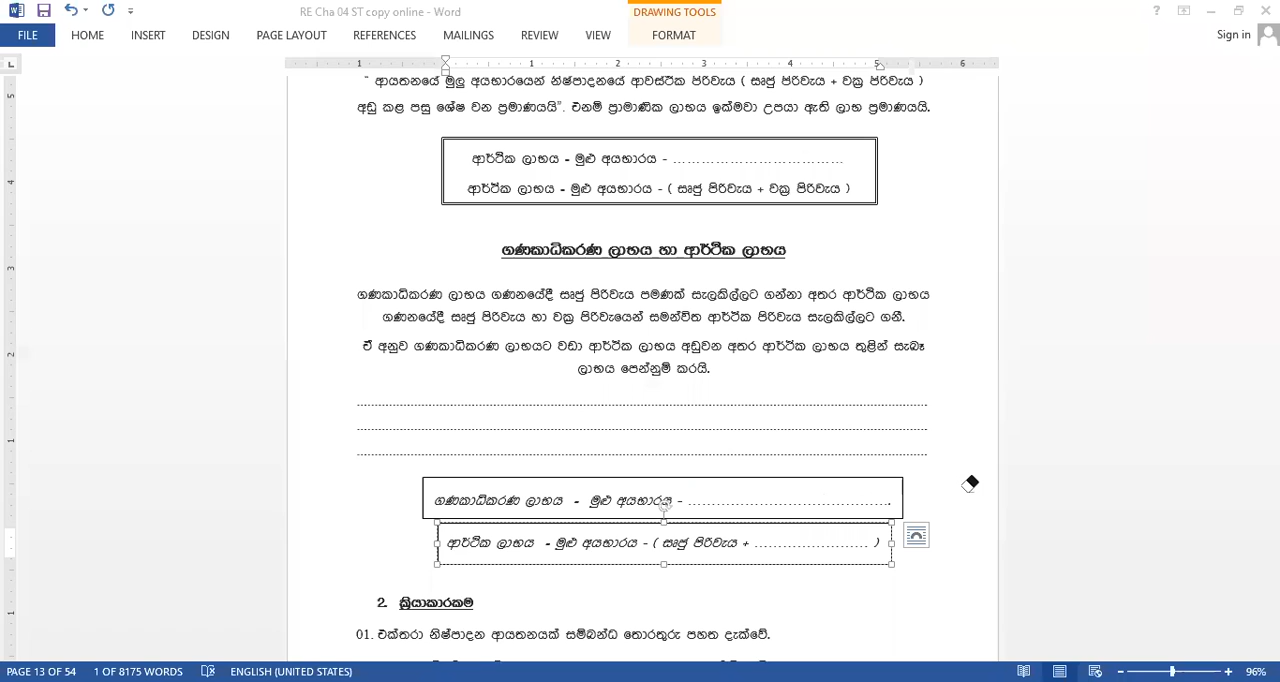 RE Cha 04 ST copy online - Word
DRAWING TOOLS
FILE HOME INSERT DESIGN PAGE LAYOUT REFERENCES MAILINGS REVIEW VIEW FORMAT Sign in
" ආයතනයේ මුලු අයභාරයෙන් නිෂ්පාදනයේ ආවස්ථික පිරිවැය ( සෘජු පිරිවැය + වක්‍ර පිරිවැය )
අඩු කළ පසු ශේෂ වන ප්‍රමාණයයි". එනම් ප්‍රාමාණික ලාභය ඉක්මවා උපයා ඇති ලාභ ප්‍රමාණයයි.
ආර්ථික ලාභය - මුළු අයභාරය - ......................................
ආර්ථික ලාභය - මුළු අයභාරය - ( සෘජු පිරිවැය + වක්‍ර පිරිවැය )
ගණකාධිකරණ ලාභය හා ආර්ථික ලාභය
ගණකාධිකරණ ලාභය ගණනයේදී සෘජු පිරිවැය පමණක් සැලකිල්ලට ගන්නා අතර ආර්ථික ලාභය
ගණනයේදී සෘජු පිරිවැය හා වක්‍ර පිරිවැයෙන් සමන්විත ආර්ථික පිරිවැය සැලකිල්ලට ගනී.
ඒ අනුව ගණකාධිකරණ ලාභයට වඩා ආර්ථික ලාභය අඩුවන අතර ආර්ථික ලාභය තුළින් සැබෑ
ලාභය පෙන්නුම් කරයි.
ගණකාධිකරණ ලාභය - මුළු අයභාරය - ...........................................
ආර්ථික ලාභය - මුළු අයභාරය - ( සෘජු පිරිවැය + ........................ )
2. ක්‍රියාකාරකම
01. එක්තරා නිෂ්පාදන ආයතනයක් සම්බන්ධ තොරතුරු පහත දැක්වේ.
PAGE 13 OF 54 1 OF 8175 WORDS ENGLISH (UNITED STATES) 96%